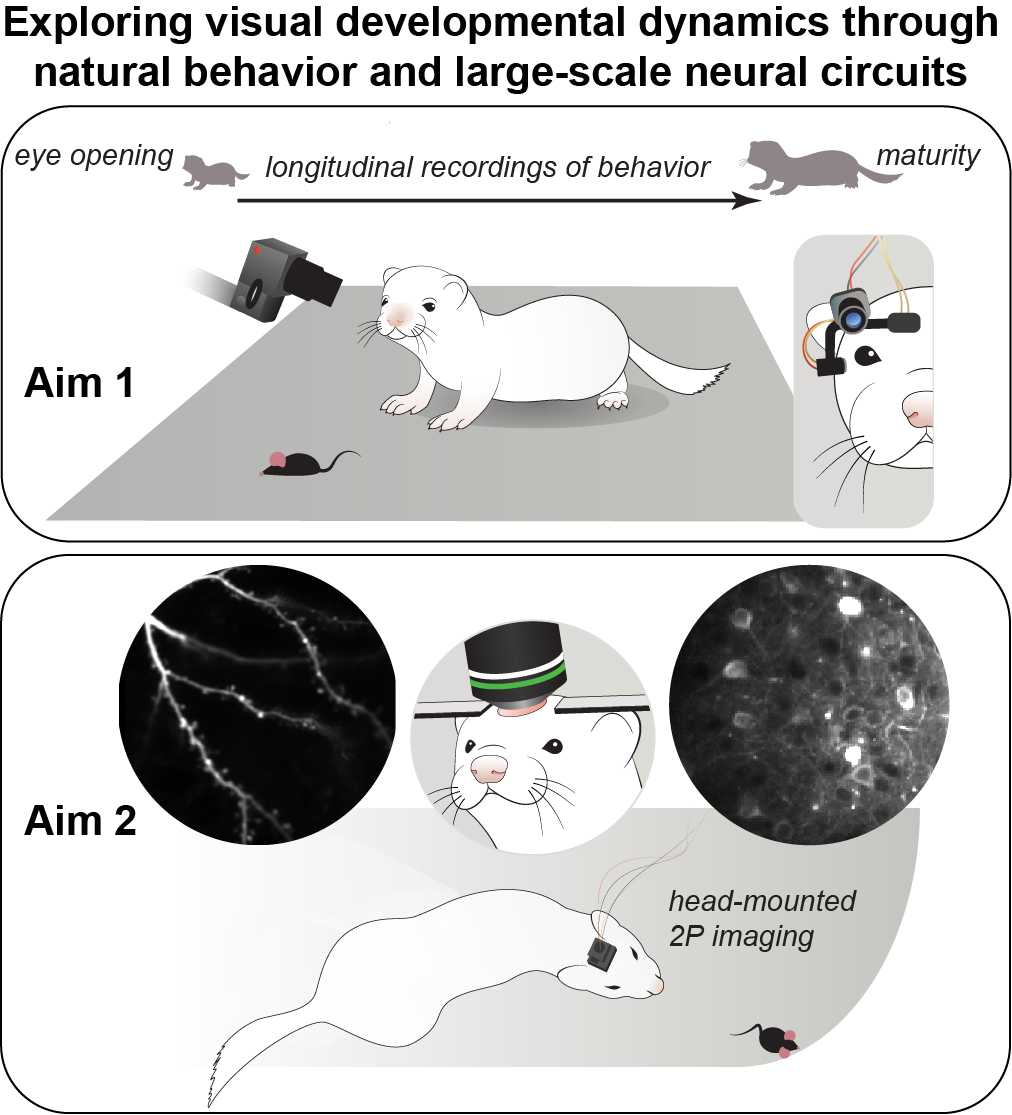 Exploring visual developmental dynamics through
natural behavior and large-scale neural circuits
eye opening
longitudinal recordings of behavior
maturity
Aim 1
Aim 2
head-mounted
2P imaging